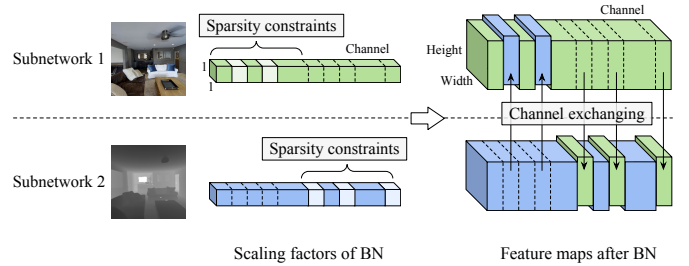 Subnetwork 1
Sparsity constraints
Channel
1
1
Channel
Height
Width
Channel exchanging
Subnetwork 2
Sparsity constraints
Scaling factors of BN
Feature maps after BN